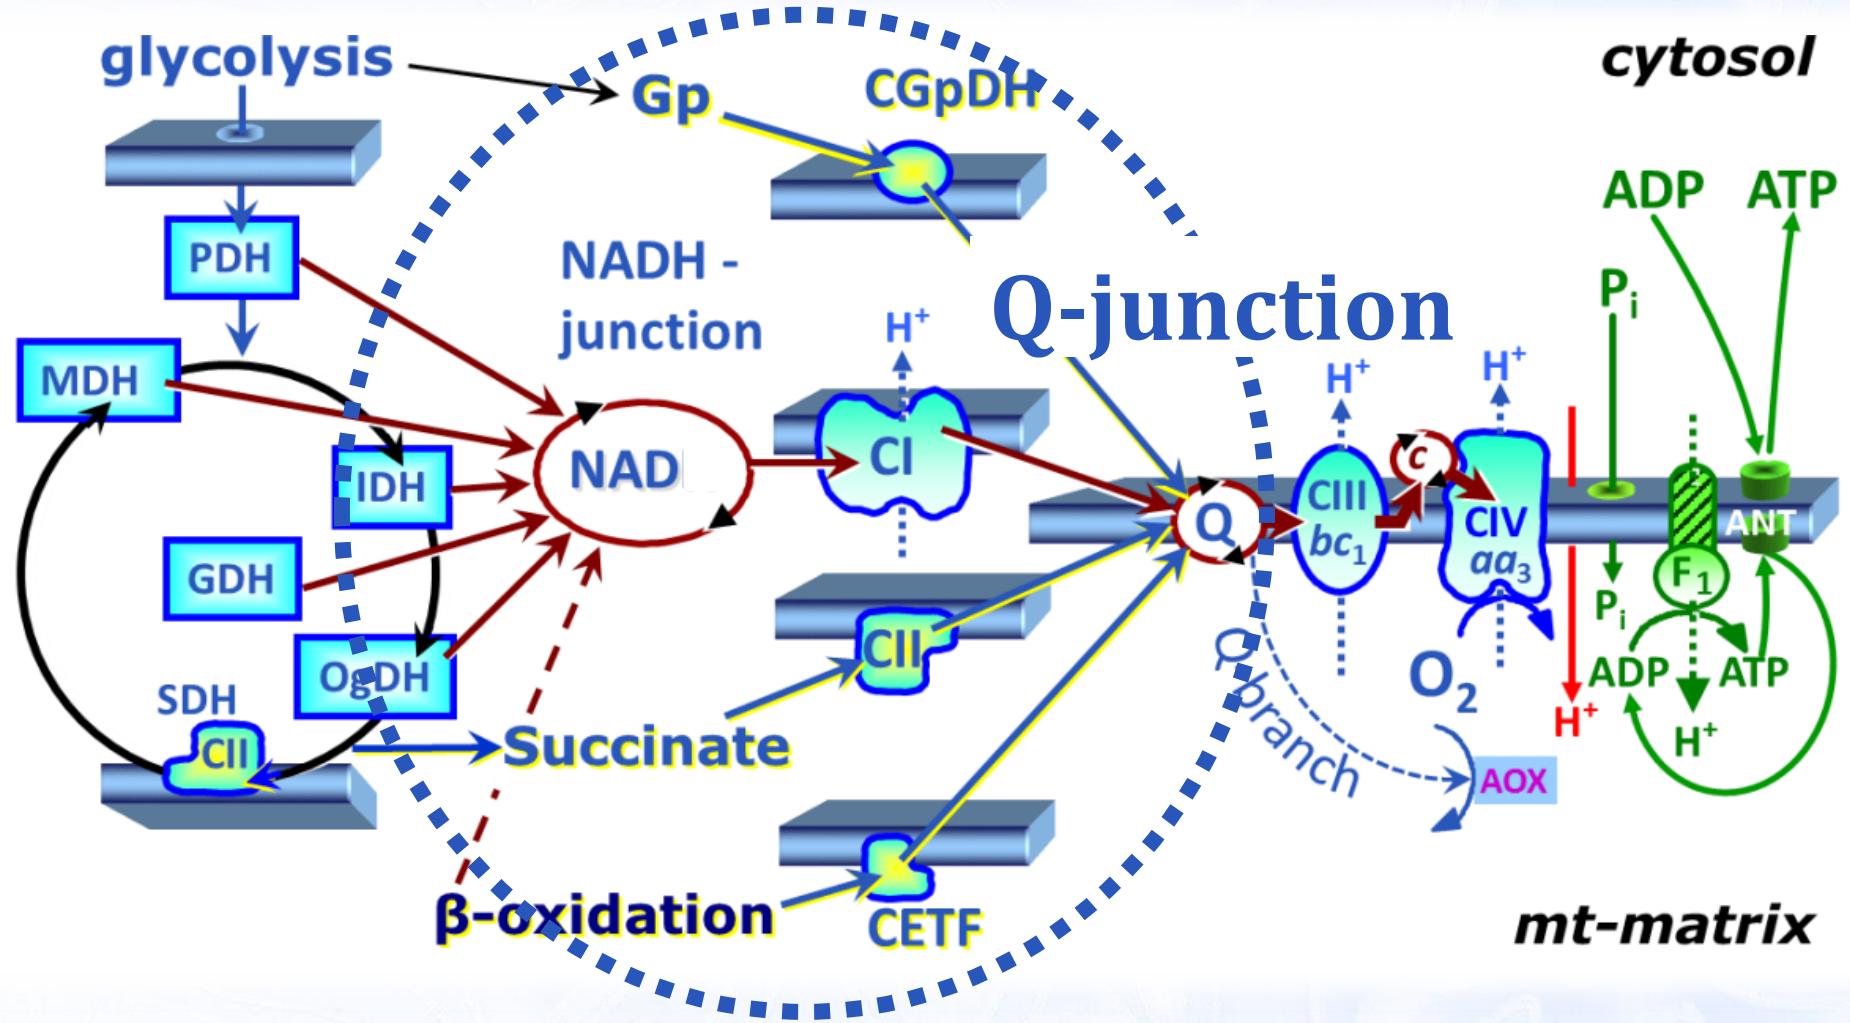 glycolysis
Gp
CGpDH
cytosol
ADP
ATP
PDH
NADH -
junction
Q-junction
Pi
H+
H+
H+
MDH
IDH
NAD
CI
Q
CIII
bc1
c
CIV
aa3
ANT
F1
GDH
Pi
OgDH
SDH
CII
CII
Succinate
Q-branch
O2
H+
ADP
ATP
H+
AOX
β-oxidation
CETF
mt-matrix